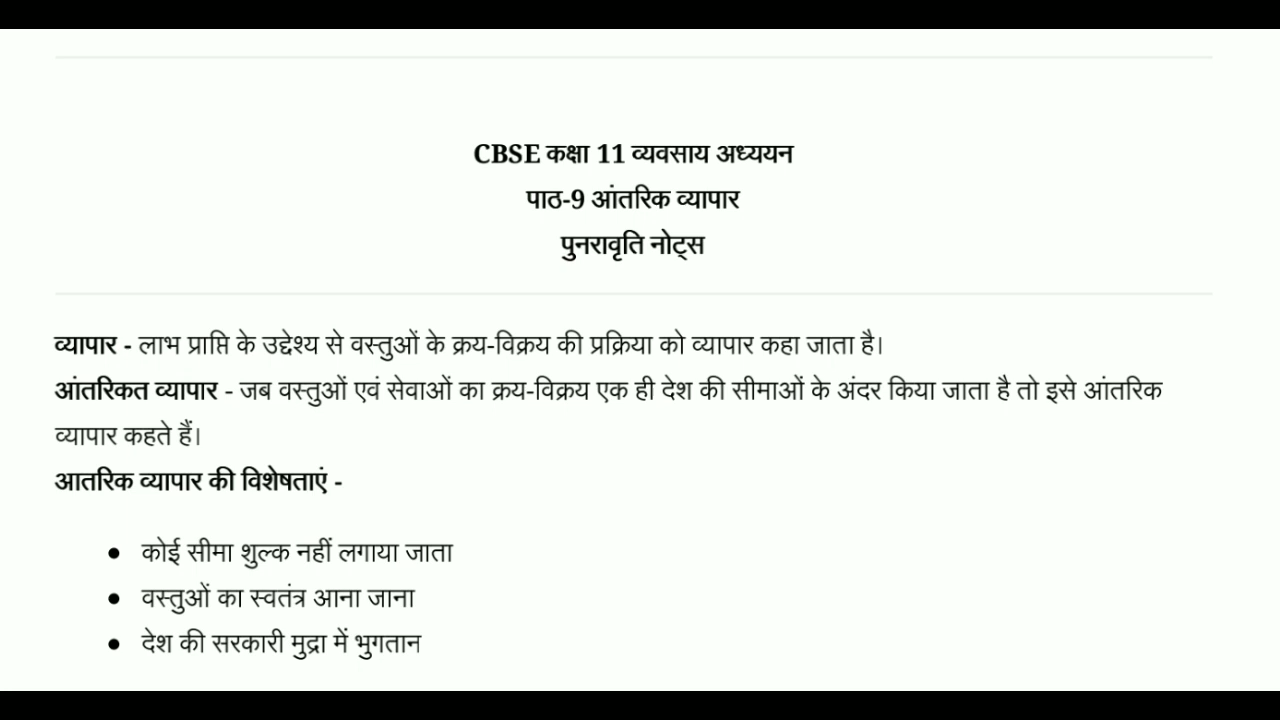 CBSE कक्षा 11 व्यवसाय अध्ययन
पाठ-9 आंतरिक व्यापार
पुनरावृति नोट्स
व्यापार - लाभ प्राप्ति के उद्देश्य से वस्तुओं के क्रय-विक्रय की प्रक्रिया को व्यापार कहा जाता है।
आंतरिकत व्यापार - जब वस्तुओं एवं सेवाओं का क्रय-विक्रय एक ही देश की सीमाओं के अंदर किया जाता है तो इसे आंतरिक
व्यापार कहते हैं।
आतरिक व्यापार की विशेषताएं -
• कोई सीमा शुल्क नहीं लगाया जाता
• वस्तुओं का स्वतंत्र आना जाना
• देश की सरकारी मुद्रा में भुगतान